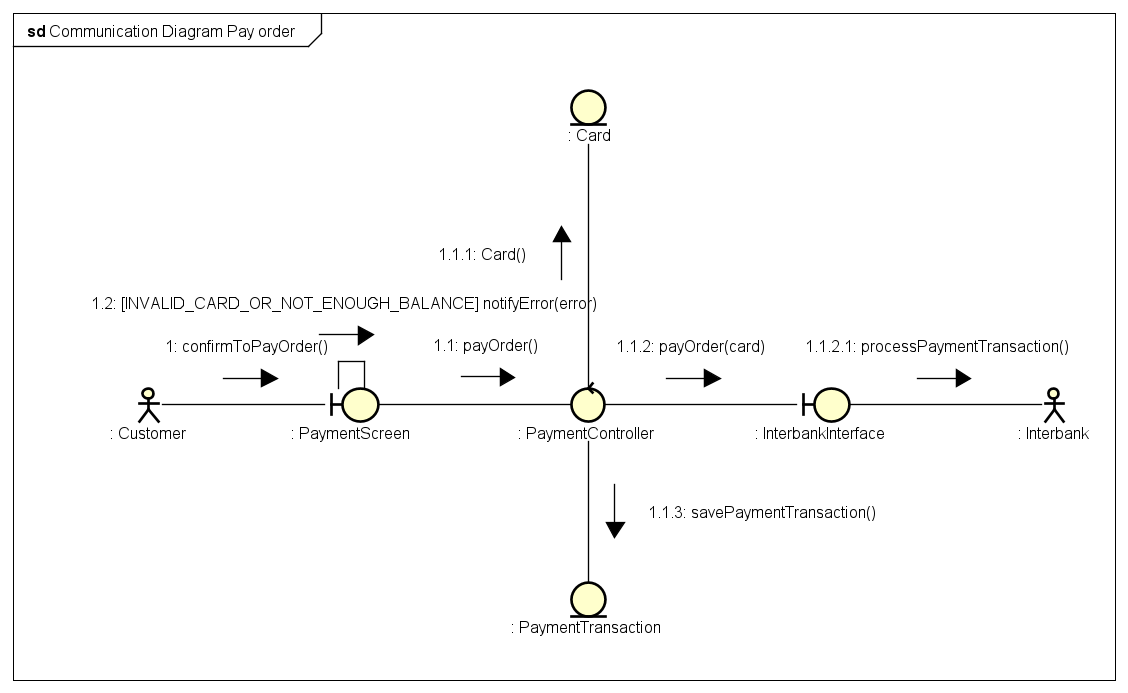 sd Communication Diagram Pay order
: Card
1.1.1: Card()
1.2: [INVALID_CARD_OR_NOT_ENOUGH_BALANCE] notifyError(error)
1: confirmToPayOrder()
1.1: payOrder()
1.1.2: payOrder(card)
1.1.2.1: processPaymentTransaction()
: Customer
: PaymentScreen
: PaymentController
: InterbankInterface
: Interbank
1.1.3: savePaymentTransaction()
: PaymentTransaction